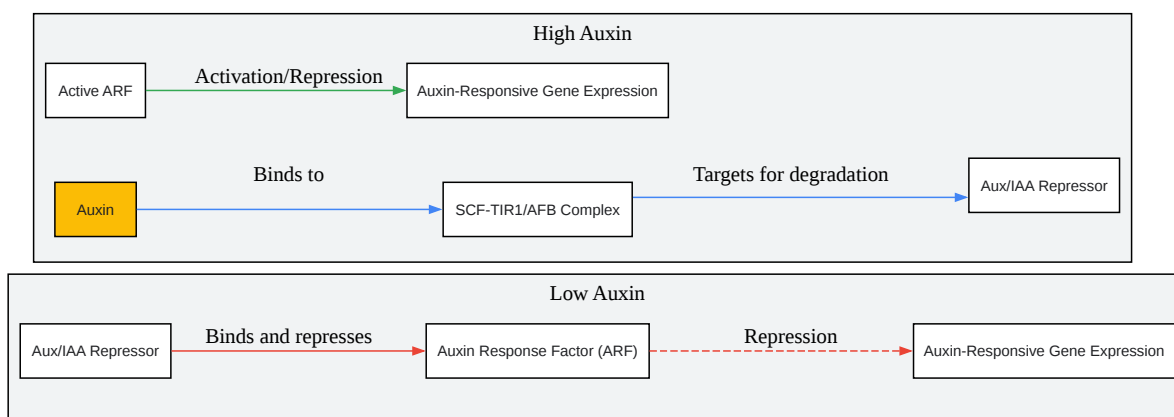 High Auxin
Active ARF
Activation/Repression
Auxin-Responsive Gene Expression
Auxin
Binds to
SCF-TIR1/AFB Complex
Targets for degradation
Aux/IAA Repressor
Low Auxin
Aux/IAA Repressor
Binds and represses
Auxin Response Factor (ARF)
Repression
Auxin-Responsive Gene Expression